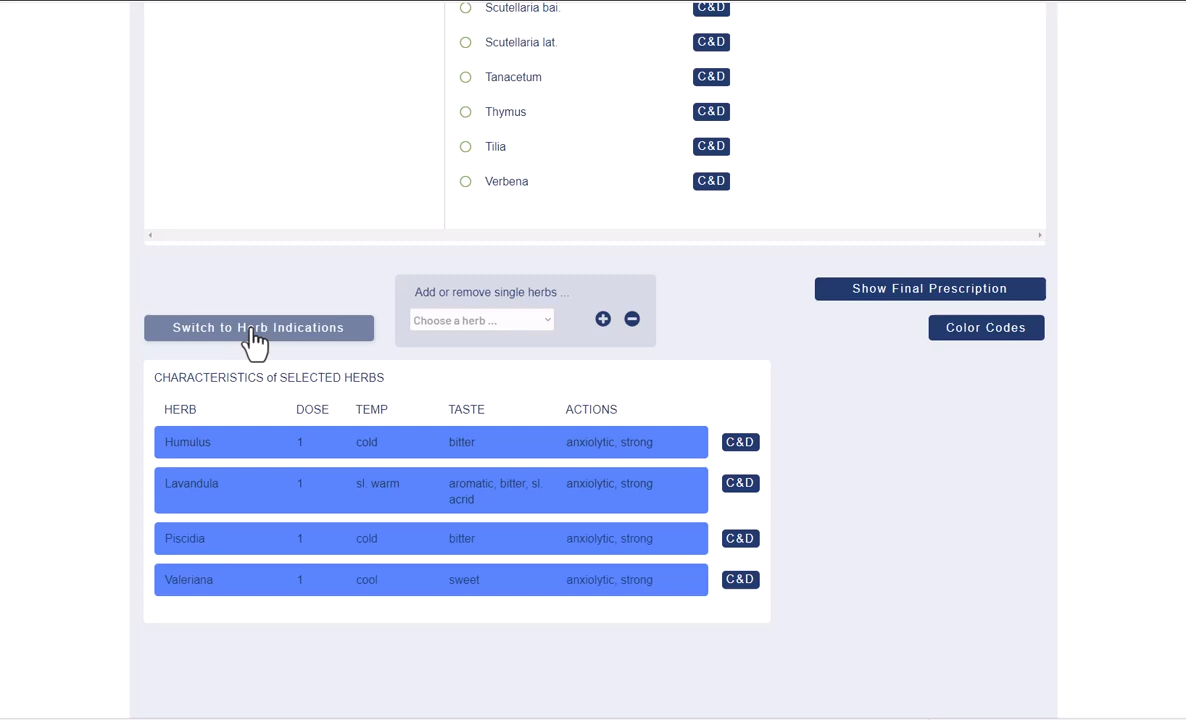 Scutellaria bai. C&D
Scutellaria lat. C&D
Tanacetum C&D
Thymus C&D
Tilia C&D
Verbena C&D
Add or remove single herbs ...
Show Final Prescription
Choose a herb ...
Switch to Herb Indications
Color Codes
CHARACTERISTICS of SELECTED HERBS
HERB DOSE TEMP TASTE ACTIONS
Humulus 1 cold bitter anxiolytic, strong C&D
Lavandula 1 sl. warm aromatic, bitter, sl. anxiolytic, strong C&D
acrid
Piscidia 1 cold bitter anxiolytic, strong C&D
Valeriana 1 cool sweet anxiolytic, strong C&D